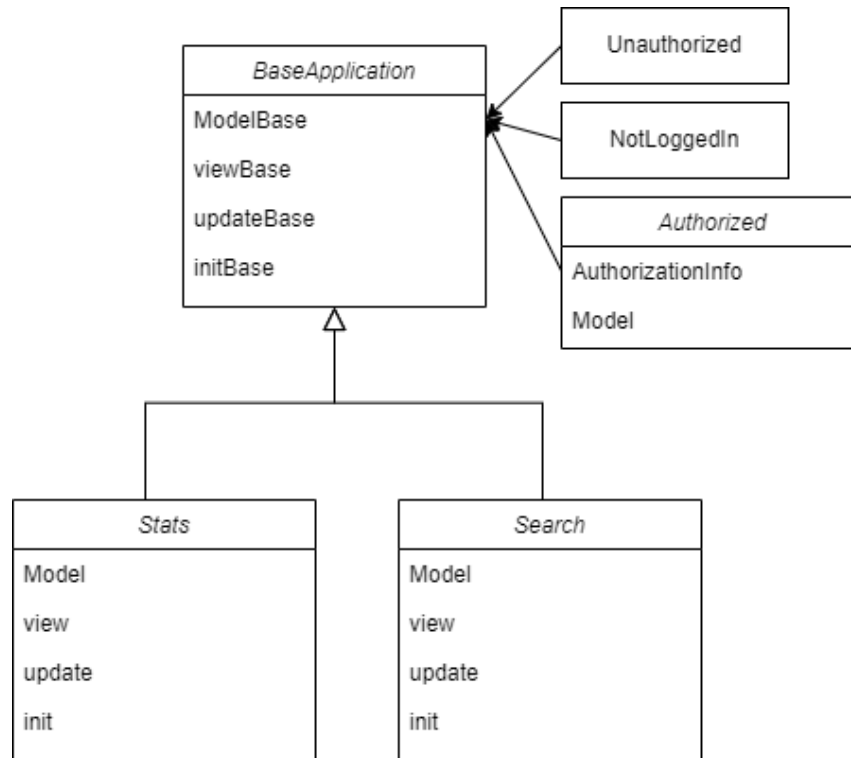 BaseApplication
ModelBase
viewBase
updateBase
initBase
Unauthorized
NotLoggedIn
Authorized
AuthorizationInfo
Model
Stats
Model
view
update
init
Search
Model
view
update
init